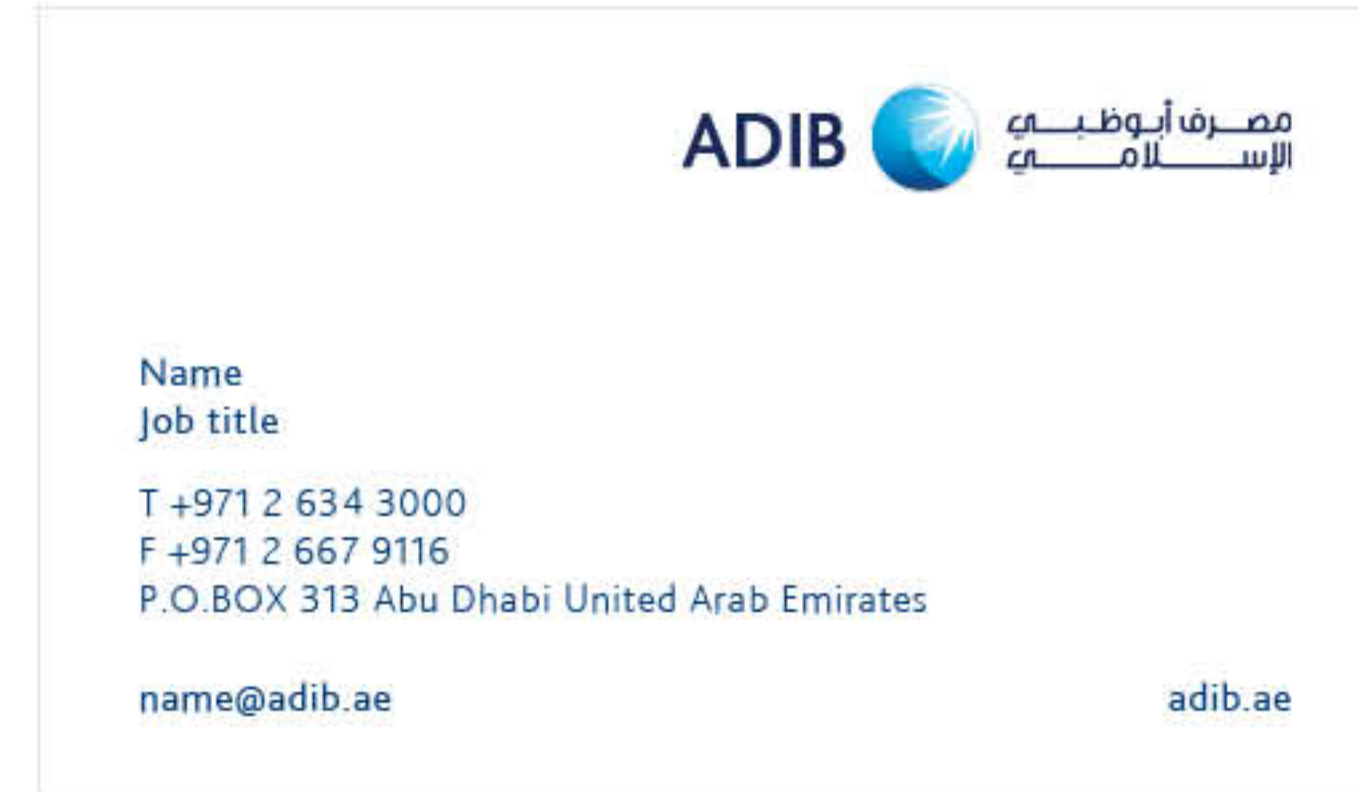 ADIB
مصرف أبوظبي
الإسلامي
Name
Job title
T +971 2 634 3000
F +971 2 667 9116
P.O.BOX 313 Abu Dhabi United Arab Emirates
name@adib.ae
adib.ae